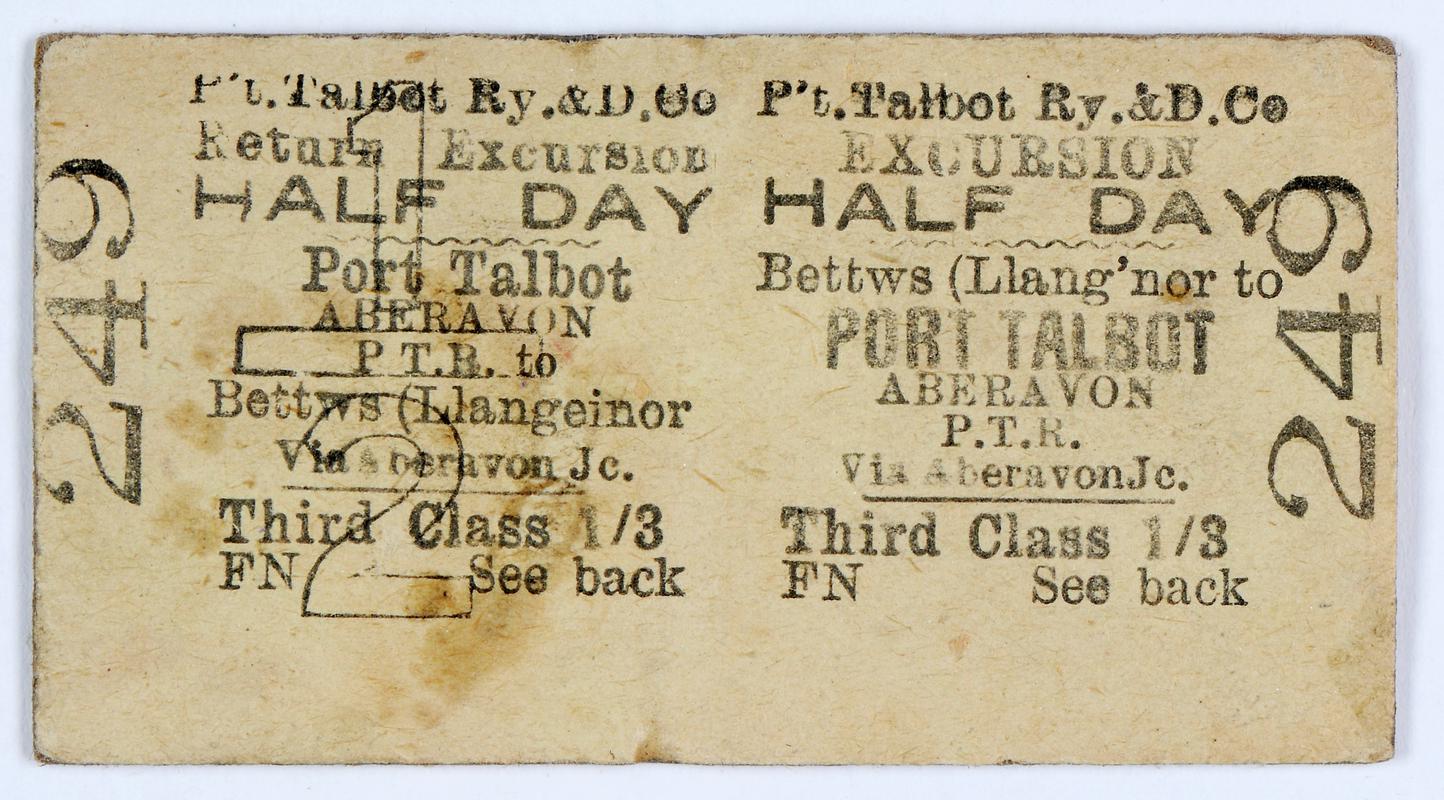 249
P't. Talbot Ry. & D. Co
Return Excursion
HALF DAY
Port Talbot
ABERAVON
P.T.R. to
Bettws (Llangeinor
Via Aberavon Jc.
Third Class 1/3
FN See back
P't. Talbot Ry. & D. Co
EXCURSION
HALF DAY
Bettws (Llang'nor to
PORT TALBOT
ABERAVON
P.T.R.
Via Aberavon Jc.
Third Class 1/3
FN See back
249
1
2